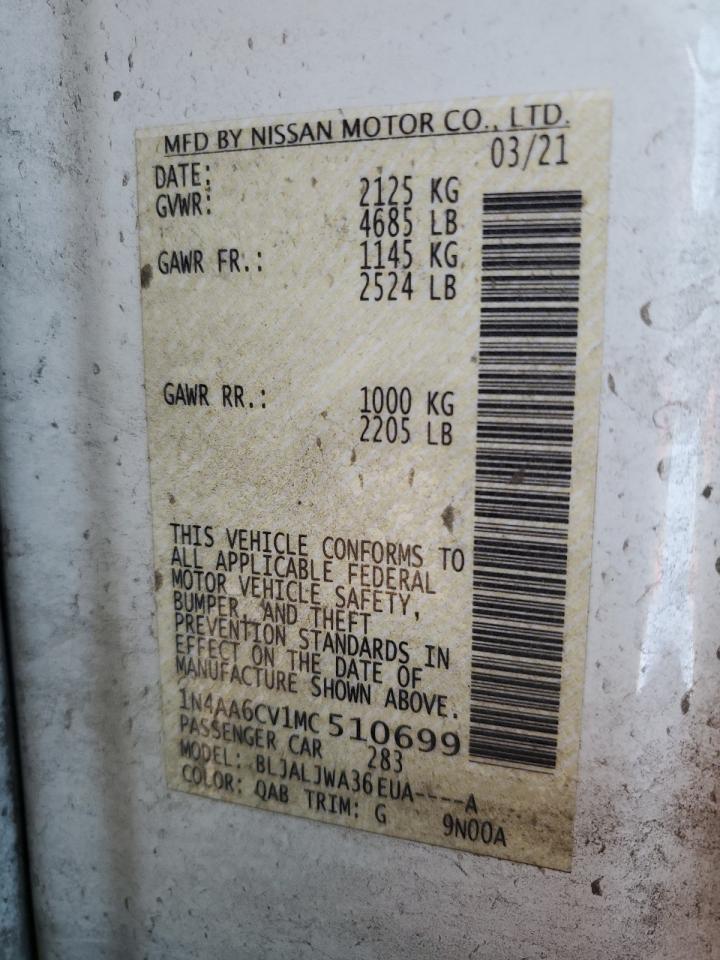 MFD BY NISSAN MOTOR CO., LTD.
DATE: 03/21
GVWR: 2125 KG
4685 LB
GAWR FR.: 1145 KG
2524 LB
GAWR RR.: 1000 KG
2205 LB
THIS VEHICLE CONFORMS TO
ALL APPLICABLE FEDERAL
MOTOR VEHICLE SAFETY,
BUMPER, AND THEFT
PREVENTION STANDARDS IN
EFFECT ON THE DATE OF
MANUFACTURE SHOWN ABOVE.
1N4AA6CV1MC510699
PASSENGER CAR 283
MODEL: BLJALJWA36EUA----A
COLOR: QAB TRIM: G 9N00A